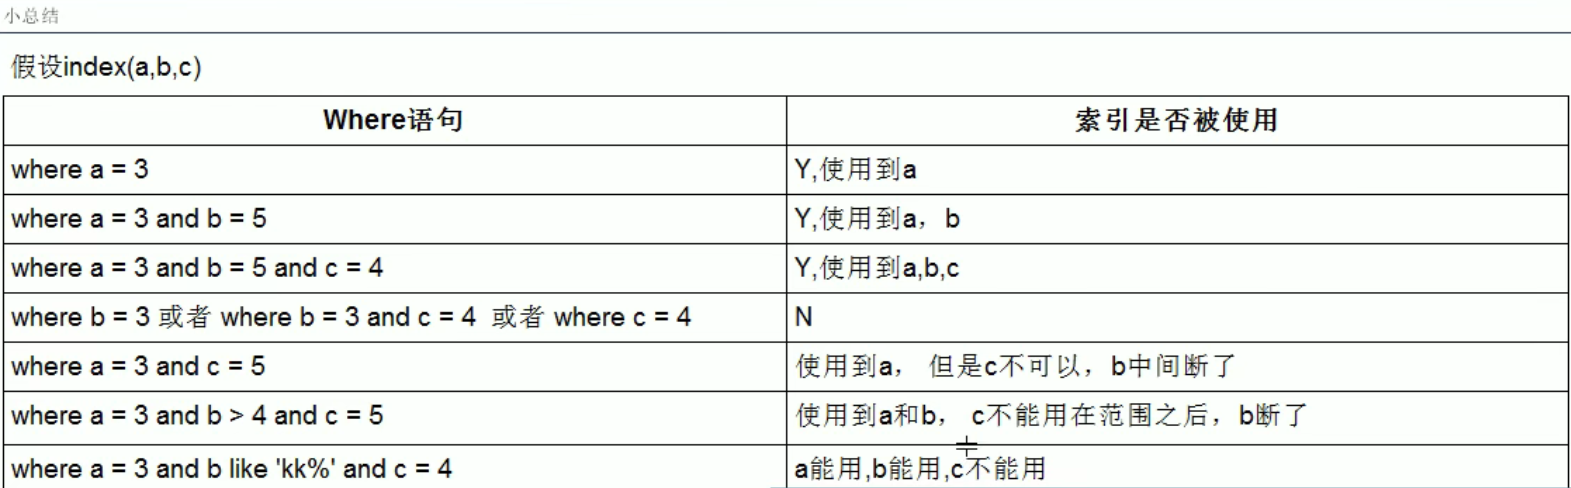 小总结
假设index(a,b,c)
Where语句 索引是否被使用
where a = 3 Y,使用到a
where a = 3 and b = 5 Y,使用到a，b
where a = 3 and b = 5 and c = 4 Y,使用到a,b,c
where b = 3 或者 where b = 3 and c = 4 或者 where c = 4 N
where a = 3 and c = 5 使用到a， 但是c不可以，b中间断了
where a = 3 and b > 4 and c = 5 使用到a和b， c不能用在范围之后，b断了
where a = 3 and b like 'kk%' and c = 4 a能用,b能用,c不能用